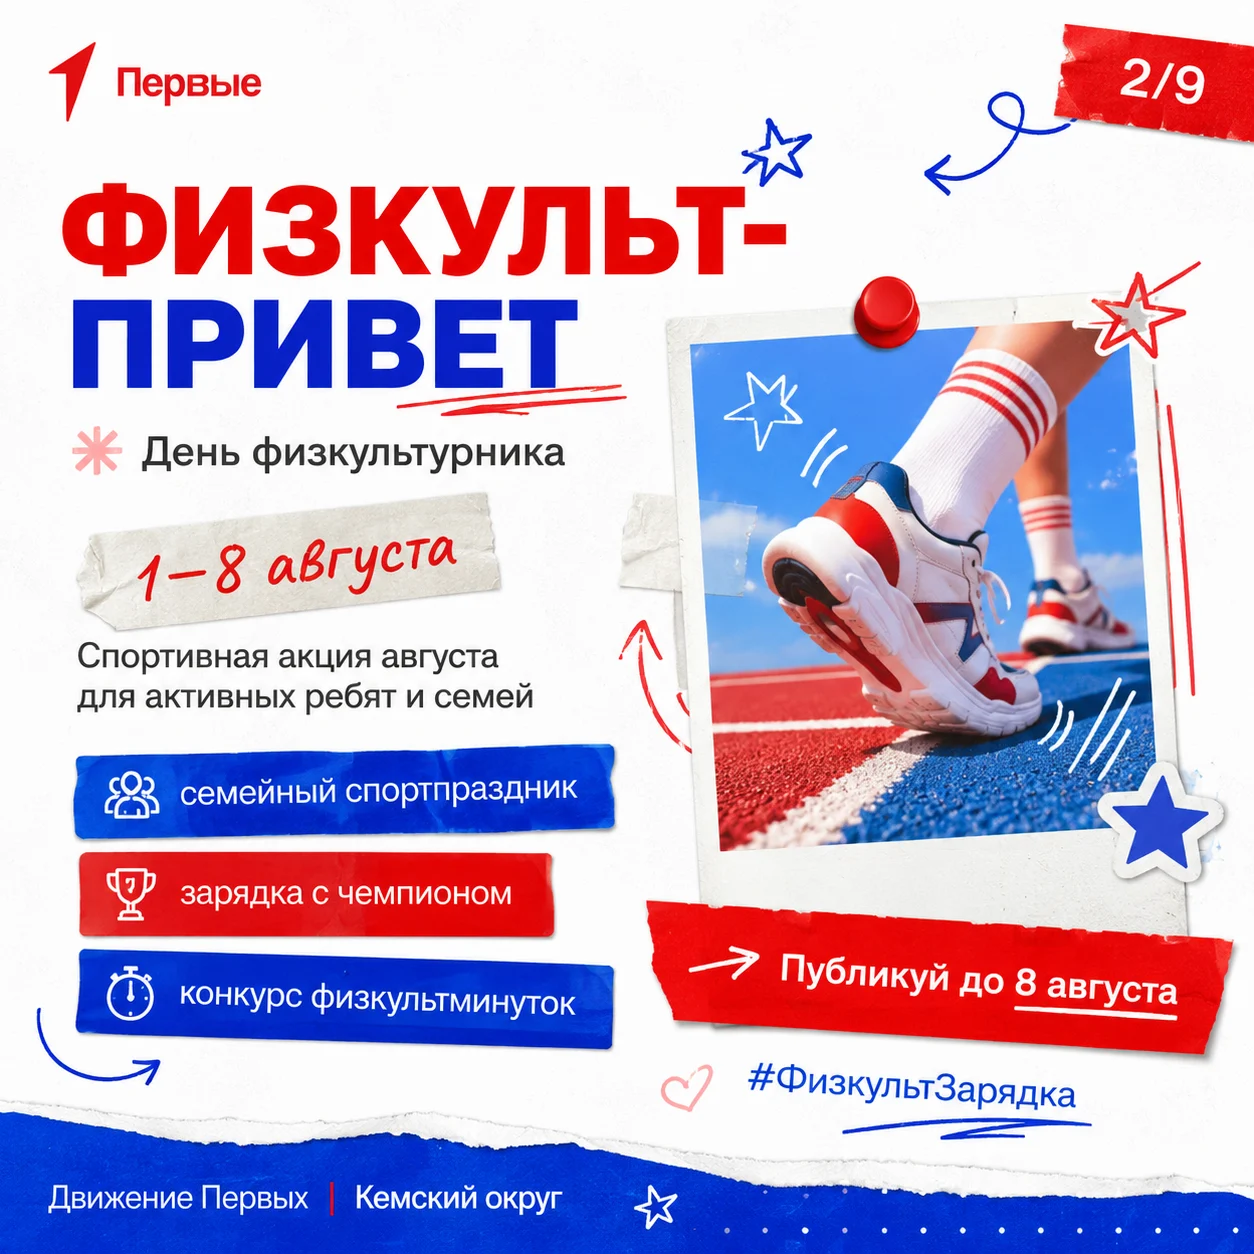 Первые
2/9
ФИЗКУЛЬТ-
ПРИВЕТ
День физкультурника
1–8 августа
Спортивная акция августа
для активных ребят и семей
семейный спортпраздник
зарядка с чемпионом
конкурс физкультминуток
Публикуй до 8 августа
#ФизкультЗарядка
Движение Первых | Кемский округ